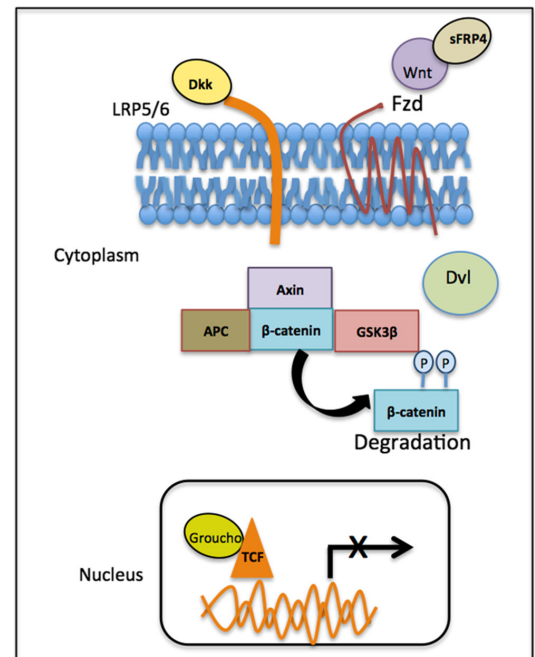 sFRP4
Wnt
Dkk
Fzd
LRP5/6
Cytoplasm
Dvl
Axin
APC
β-catenin
GSK3β
P
P
β-catenin
Degradation
Groucho
TCF
X
Nucleus